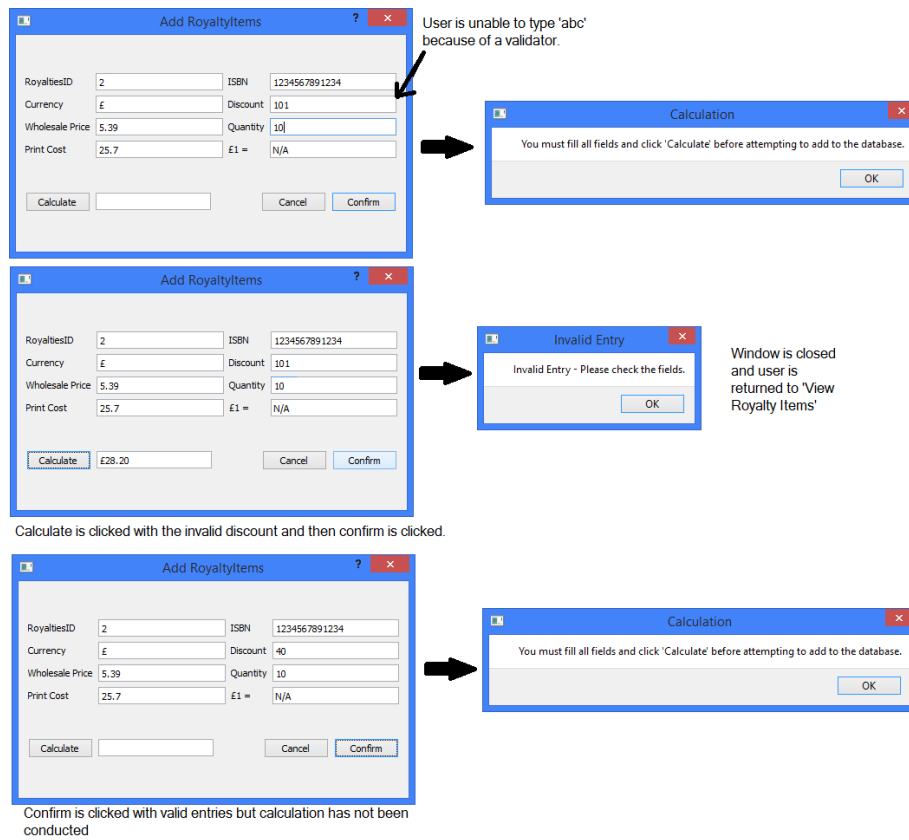 Add RoyaltyItems
?
User is unable to type 'abc'
because of a validator.
RoyaltiesID 2 ISBN 1234567891234
Currency £ Discount 101
Wholesale Price 5.39 Quantity 10
Print Cost 25.7 £1 = N/A
Calculate Cancel Confirm
Calculation
You must fill all fields and click 'Calculate' before attempting to add to the database.
OK
Add RoyaltyItems
?
RoyaltiesID 2 ISBN 1234567891234
Currency £ Discount 101
Wholesale Price 5.39 Quantity 10
Print Cost 25.7 £1 = N/A
Calculate £28.20 Cancel Confirm
Invalid Entry
Invalid Entry - Please check the fields.
OK
Window is closed
and user is
returned to 'View
Royalty Items'
Calculate is clicked with the invalid discount and then confirm is clicked.
Add RoyaltyItems
?
RoyaltiesID 2 ISBN 1234567891234
Currency £ Discount 40
Wholesale Price 5.39 Quantity 10
Print Cost 25.7 £1 = N/A
Calculate Cancel Confirm
Calculation
You must fill all fields and click 'Calculate' before attempting to add to the database.
OK
Confirm is clicked with valid entries but calculation has not been
conducted